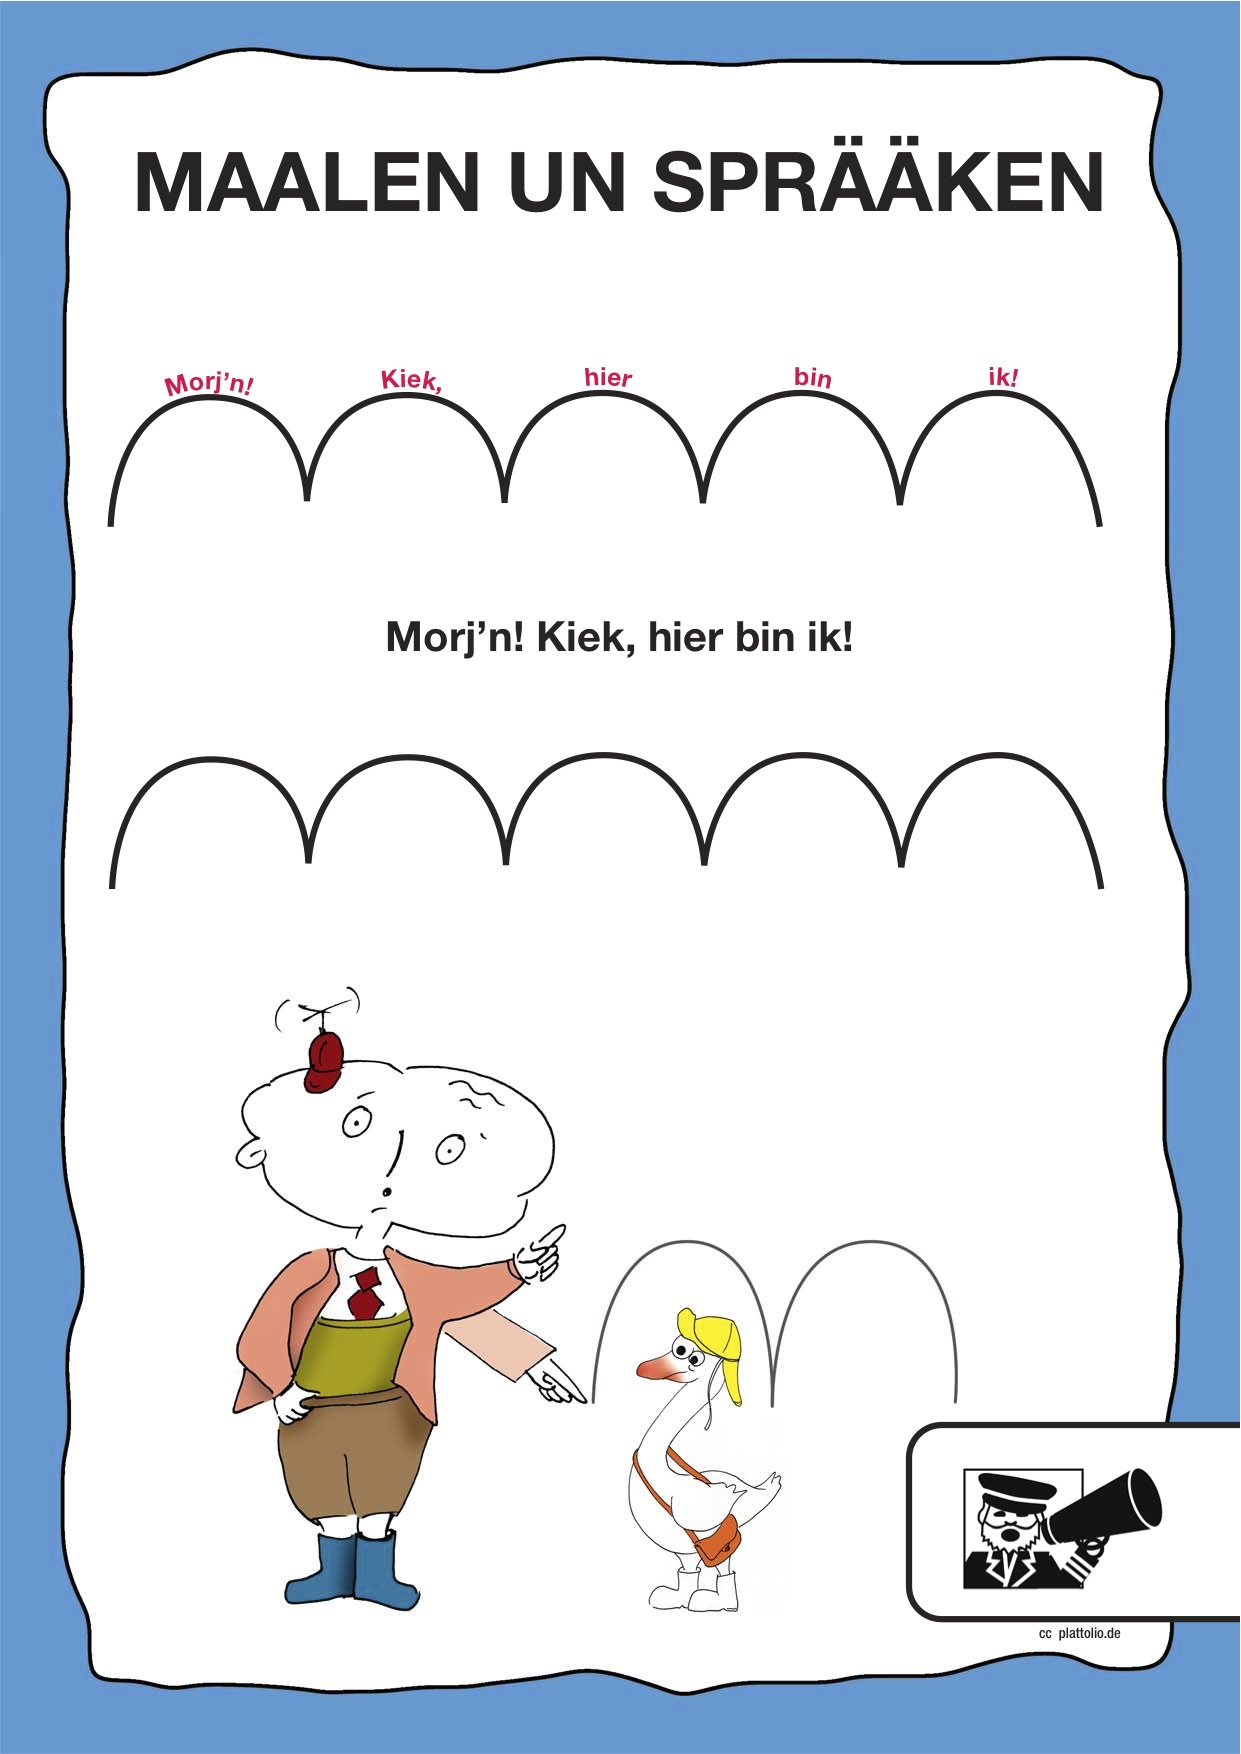 MAALEN UN SPRÄÄKEN
Morj’n! Kiek, hier bin ik!
Morj’n! Kiek, hier bin ik!
cc plattolio.de